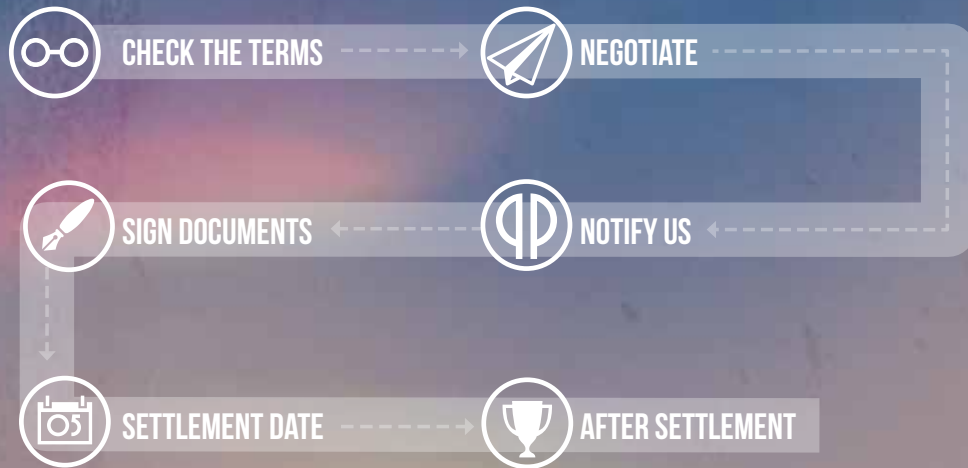 CHECK THE TERMS
NEGOTIATE
NOTIFY US
SIGN DOCUMENTS
05
SETTLEMENT DATE
AFTER SETTLEMENT